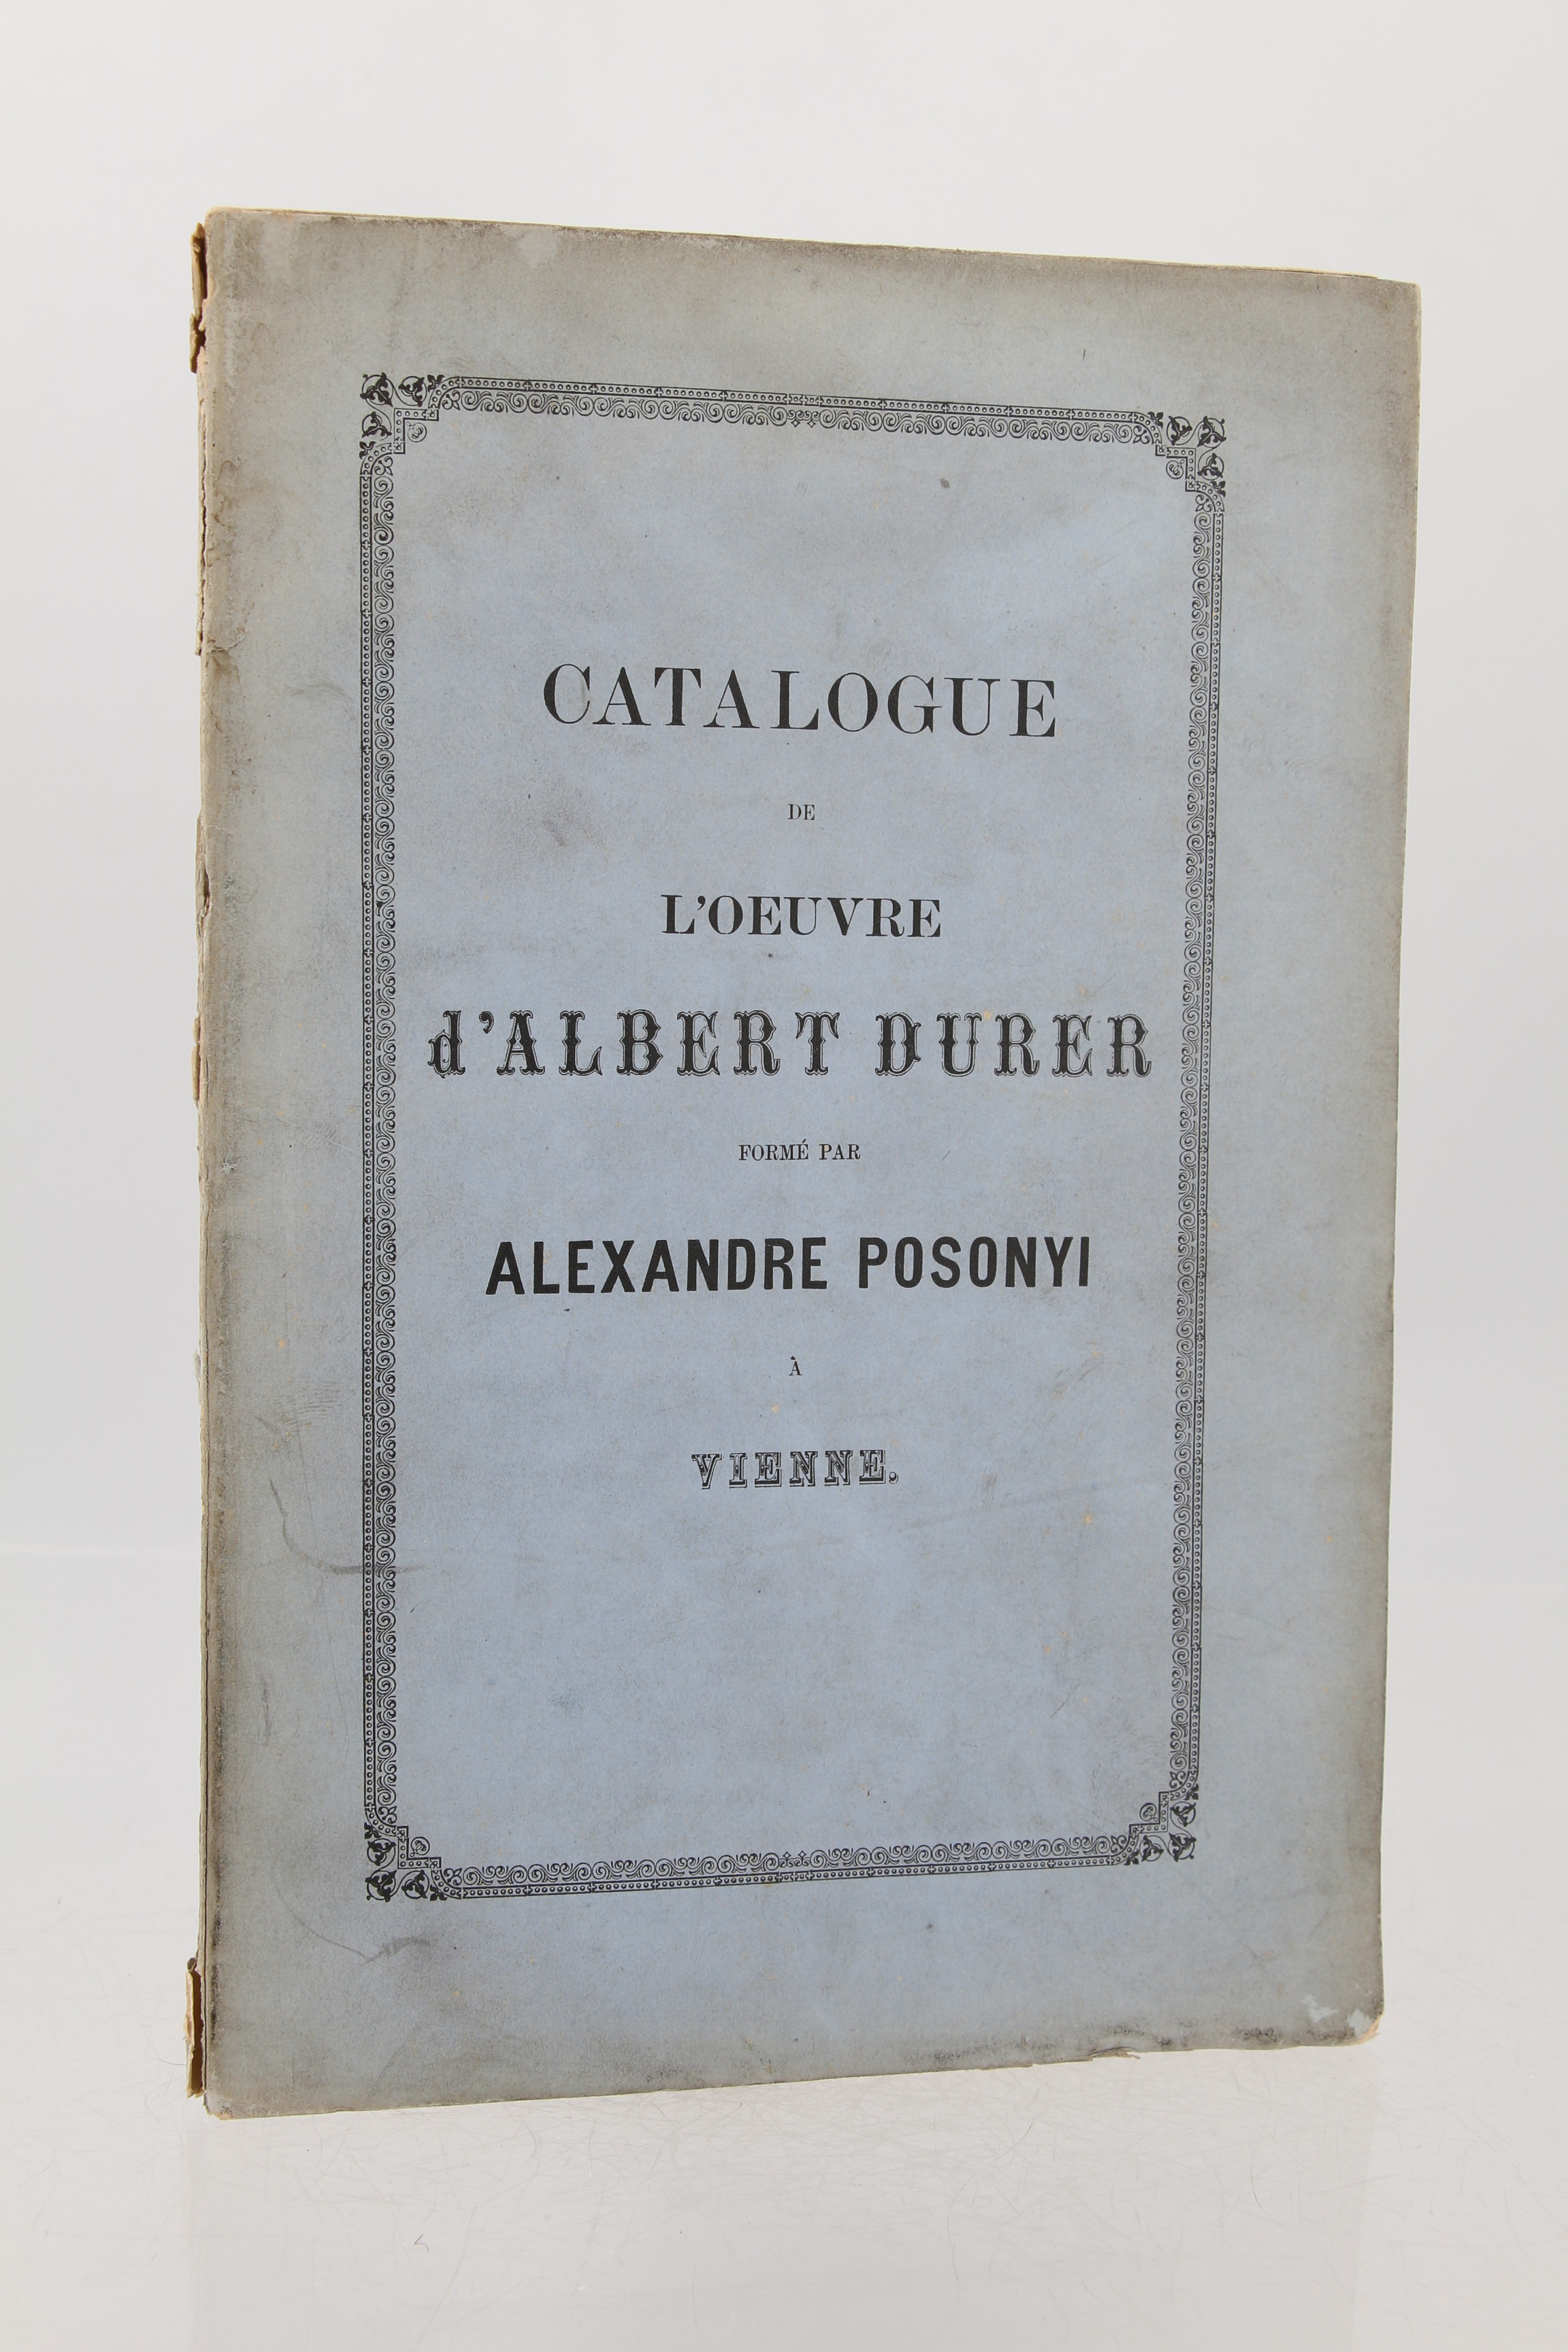 CATALOGUE
DE
L'OEUVRE
d'ALBERT DURER
FORMÉ PAR
ALEXANDRE POSONYI
À
VIENNE.